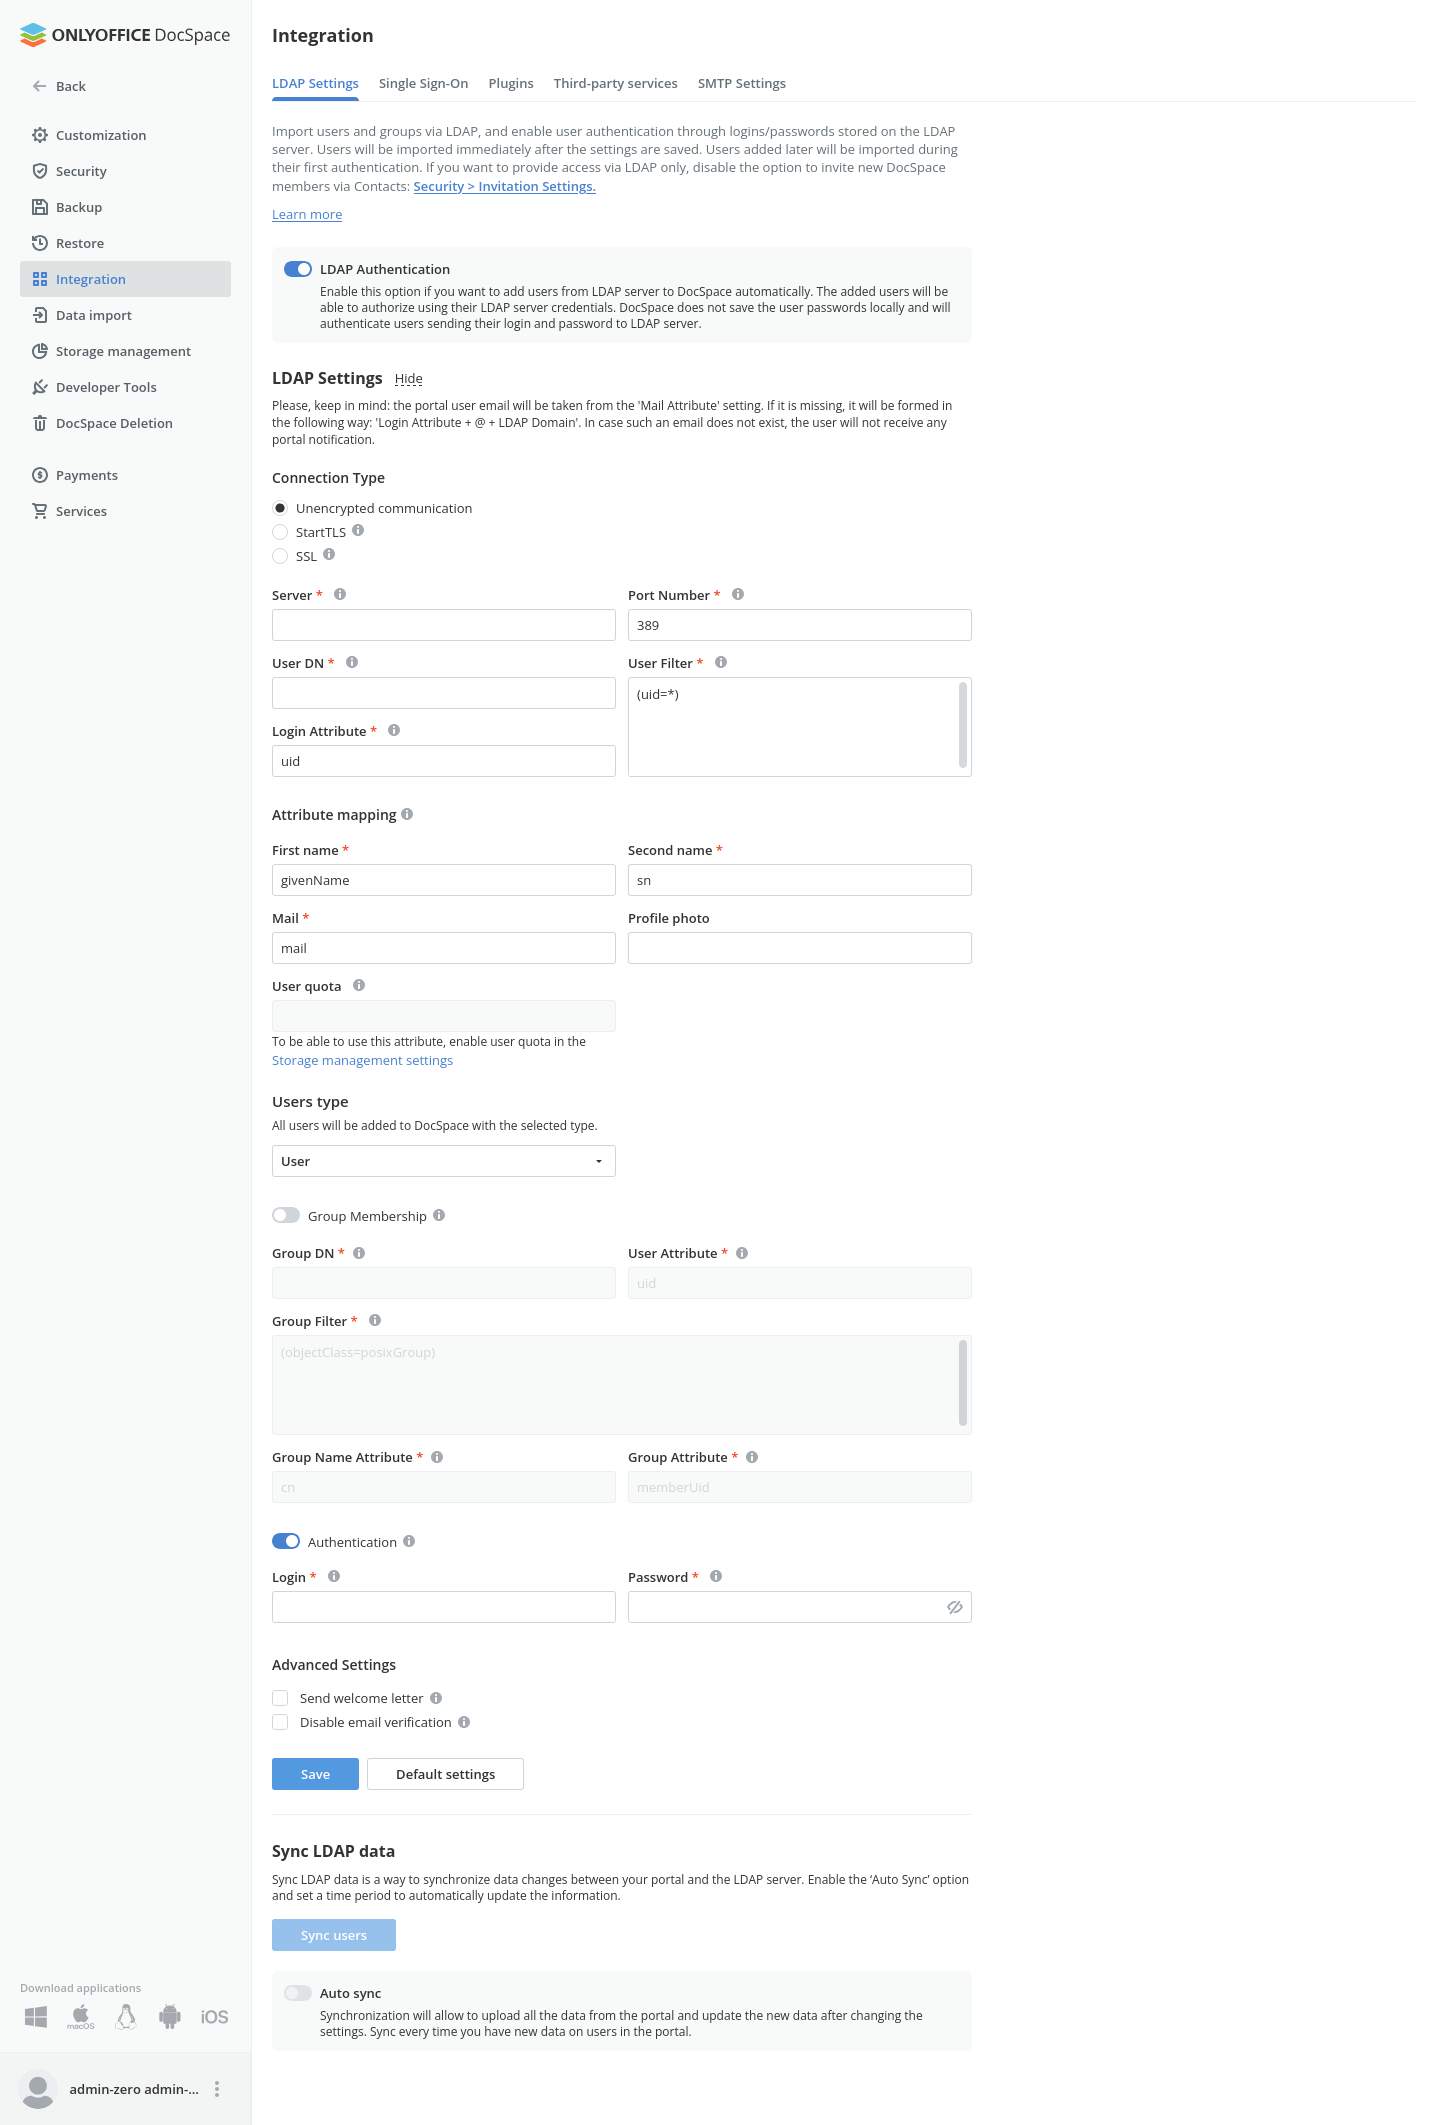 ONLYOFFICE DocSpace
Back
Customization
Security
Backup
Restore
Integration
Data import
Storage management
Developer Tools
DocSpace Deletion
Payments
Services
Download applications
macOS
iOS
admin-zero admin-...
Integration
LDAP Settings
Single Sign-On
Plugins
Third-party services
SMTP Settings
Import users and groups via LDAP, and enable user authentication through logins/passwords stored on the LDAP
server. Users will be imported immediately after the settings are saved. Users added later will be imported during
their first authentication. If you want to provide access via LDAP only, disable the option to invite new DocSpace
members via Contacts: Security > Invitation Settings.
Learn more
LDAP Authentication
Enable this option if you want to add users from LDAP server to DocSpace automatically. The added users will be
able to authorize using their LDAP server credentials. DocSpace does not save the user passwords locally and will
authenticate users sending their login and password to LDAP server.
LDAP Settings Hide
Please, keep in mind: the portal user email will be taken from the 'Mail Attribute' setting. If it is missing, it will be formed in
the following way: 'Login Attribute + @ + LDAP Domain'. In case such an email does not exist, the user will not receive any
portal notification.
Connection Type
Unencrypted communication
StartTLS
SSL
Server *
Port Number *
389
User DN *
User Filter *
(uid=*)
Login Attribute *
uid
Attribute mapping
First name *
Second name *
givenName
sn
Mail *
Profile photo
mail
User quota
To be able to use this attribute, enable user quota in the
Storage management settings
Users type
All users will be added to DocSpace with the selected type.
User
Group Membership
Group DN *
User Attribute *
uid
Group Filter *
(objectClass=posixGroup)
Group Name Attribute *
Group Attribute *
cn
memberUid
Authentication
Login *
Password *
Advanced Settings
Send welcome letter
Disable email verification
Save
Default settings
Sync LDAP data
Sync LDAP data is a way to synchronize data changes between your portal and the LDAP server. Enable the ‘Auto Sync’ option
and set a time period to automatically update the information.
Sync users
Auto sync
Synchronization will allow to upload all the data from the portal and update the new data after changing the
settings. Sync every time you have new data on users in the portal.